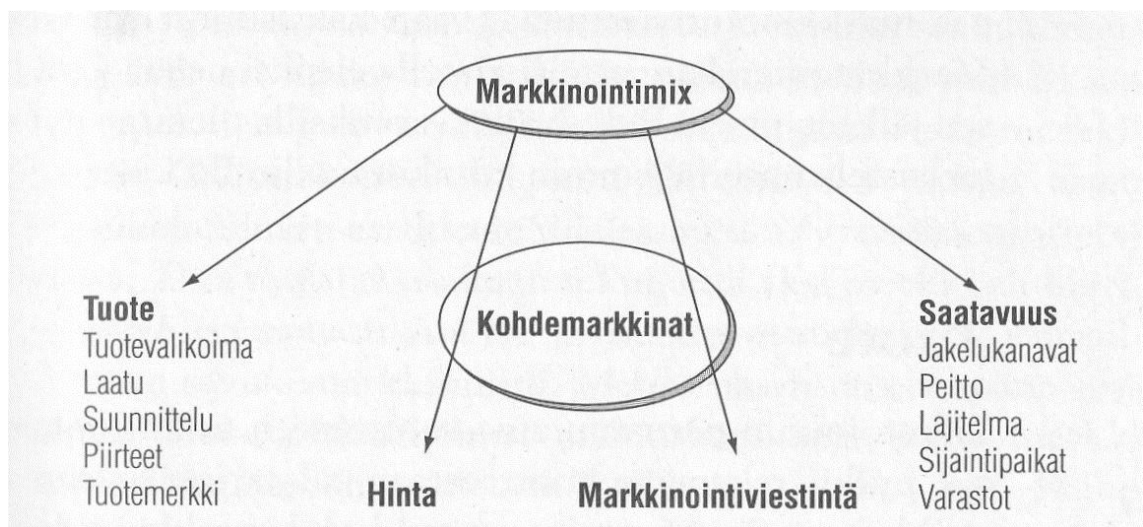 Markkinointimix
Kohdemarkkinat
Tuote
Tuotevalikoima
Laatu
Suunnittelu
Piirteet
Tuotemerkki
Hinta
Markkinointiviestintä
Saatavuus
Jakelukanavat
Peitto
Lajitelma
Sijaintipaikat
Varastot